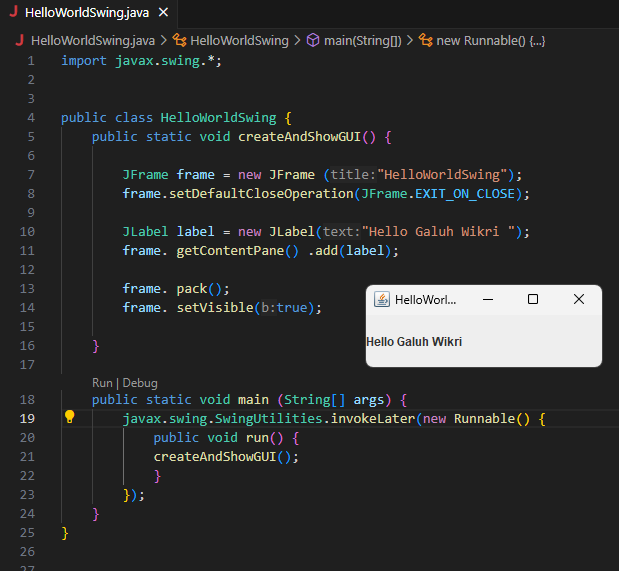 J HelloWorldSwing.java ×
J HelloWorldSwing.java > HelloWorldSwing > main(String[]) > new Runnable() {...}
1 import javax.swing.*;
2
3
4 public class HelloWorldSwing {
5 public static void createAndShowGUI() {
6
7 JFrame frame = new JFrame (title:"HelloWorldSwing");
8 frame.setDefaultCloseOperation(JFrame.EXIT_ON_CLOSE);
9
10 JLabel label = new JLabel(text:"Hello Galuh Wikri ");
11 frame. getContentPane() .add(label);
12
13 frame. pack();
14 frame. setVisible(b:true);
15
16 }
17
HelloWorl...
Hello Galuh Wikri
Run | Debug
18 public static void main (String[] args) {
19 javax.swing.SwingUtilities.invokeLater(new Runnable() {
20 public void run() {
21 createAndShowGUI();
22 }
23 });
24 }
25 }
26
27